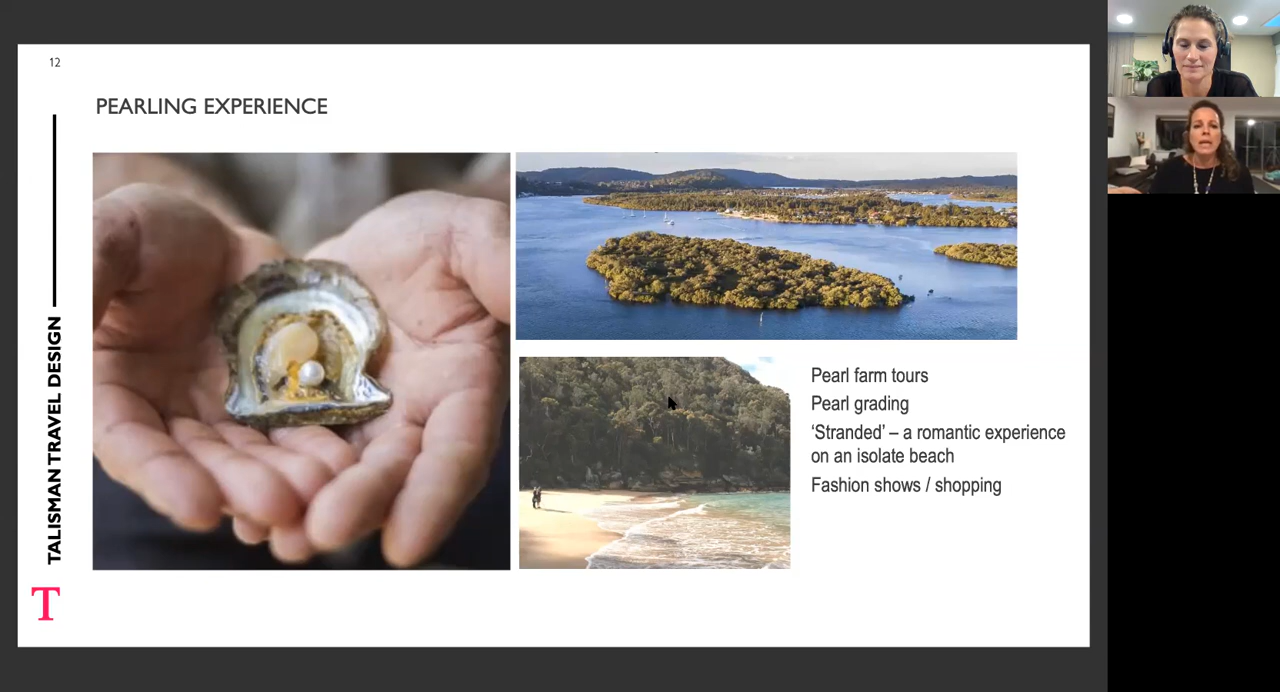 12
PEARLING EXPERIENCE
Pearl farm tours
Pearl grading
‘Stranded’ – a romantic experience
on an isolate beach
Fashion shows / shopping
TALISMAN TRAVEL DESIGN
T